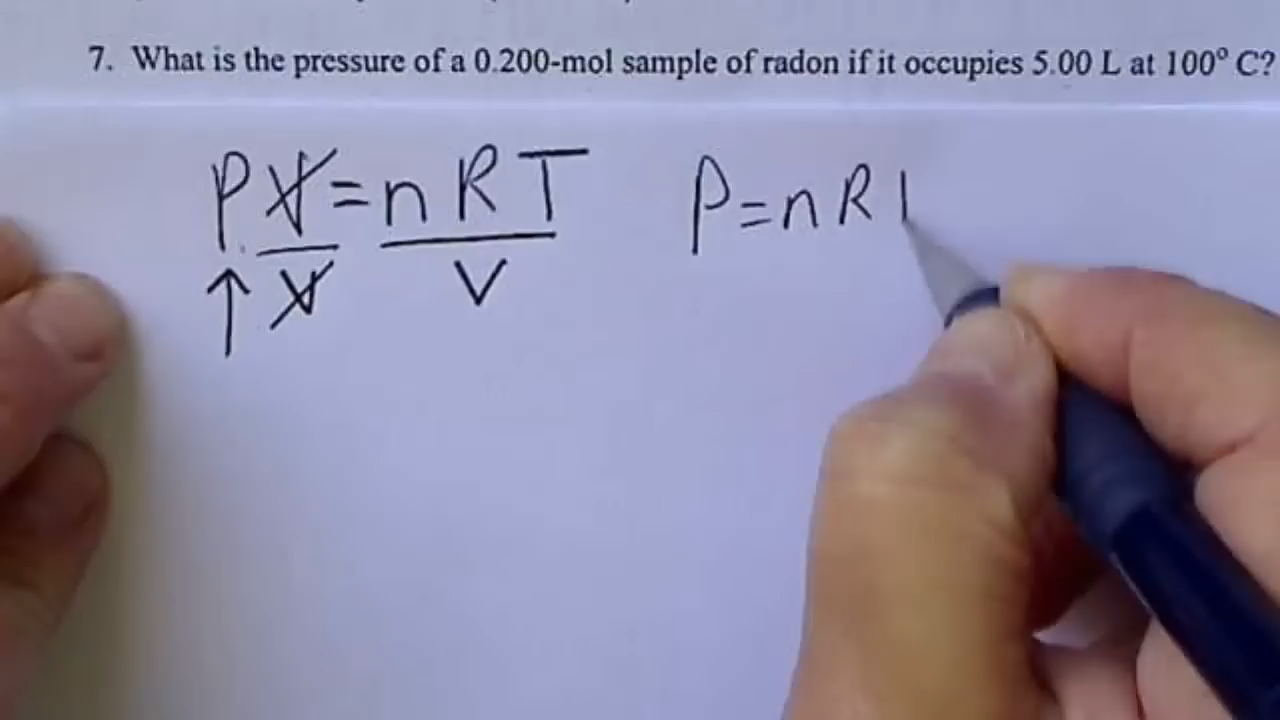 7. What is the pressure of a 0.200-mol sample of radon if it occupies 5.00 L at 100° C?
PV = nRT P = nR
↑ V V